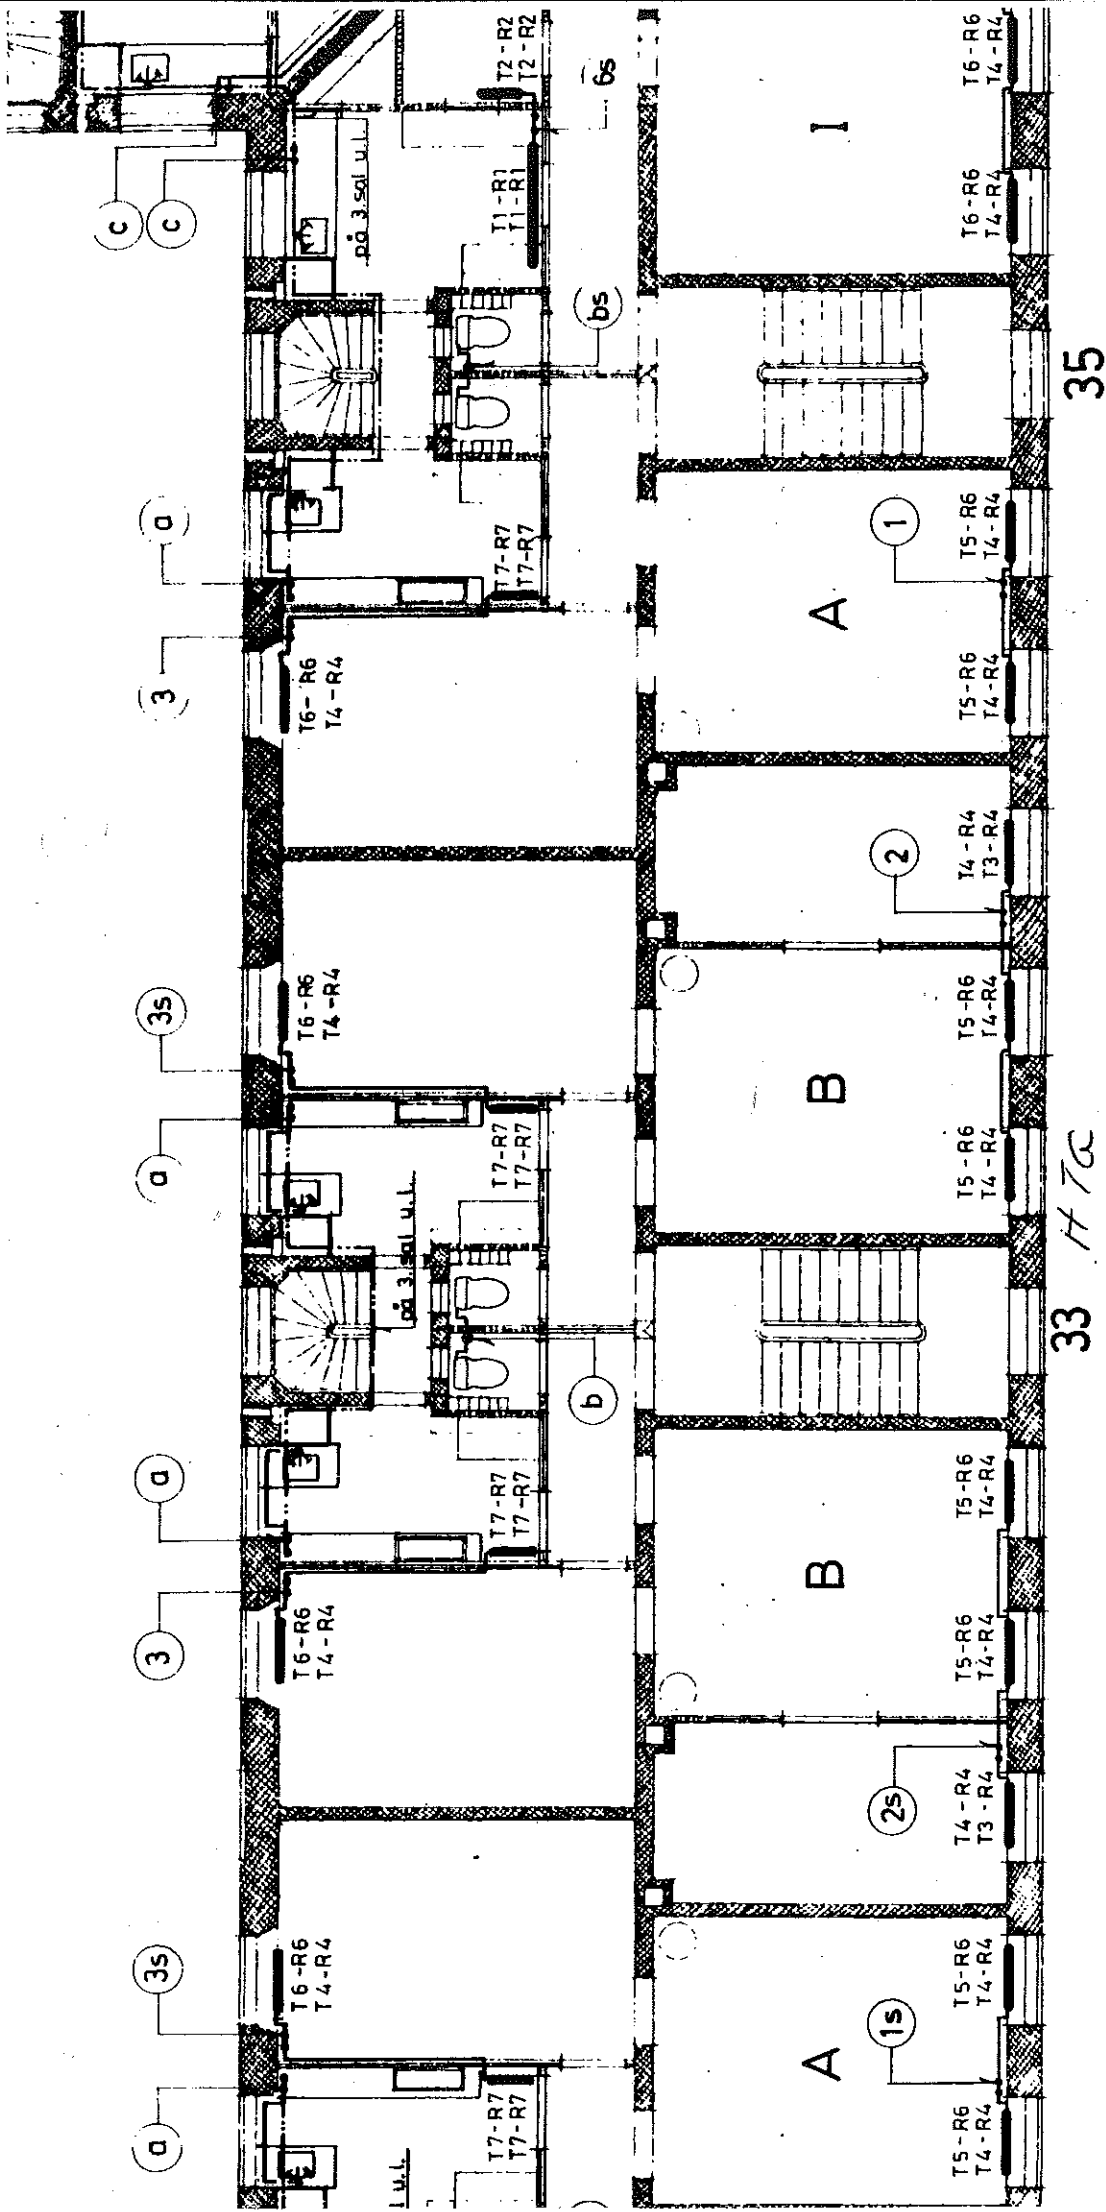 c
a
3s
3
a
a
3s
3
a
c
T6-R6
T4-R4
T6-R6
T4-R4
T6-R6
T4-R4
T6-R6
T4-R4
på 3.sal u.l.
l u.l.
på 3.sal u.l.
T7-R7
T7-R7
T7-R7
T7-R7
T7-R7
T7-R7
T7-R7
T7-R7
T1-R1
T1-R1
T2-R2
T2-R2
b
bs
6s
A
B
B
A
I
1s
2s
2
1
T5-R6
T4-R4
T5-R6
T4-R4
T4-R4
T3-R4
T5-R6
T4-R4
T5-R6
T4-R4
T5-R6
T4-R4
T5-R6
T4-R4
T4-R4
T3-R4
T5-R6
T4-R4
T5-R6
T4-R4
T6-R6
T4-R4
T6-R6
T4-R4
33
35